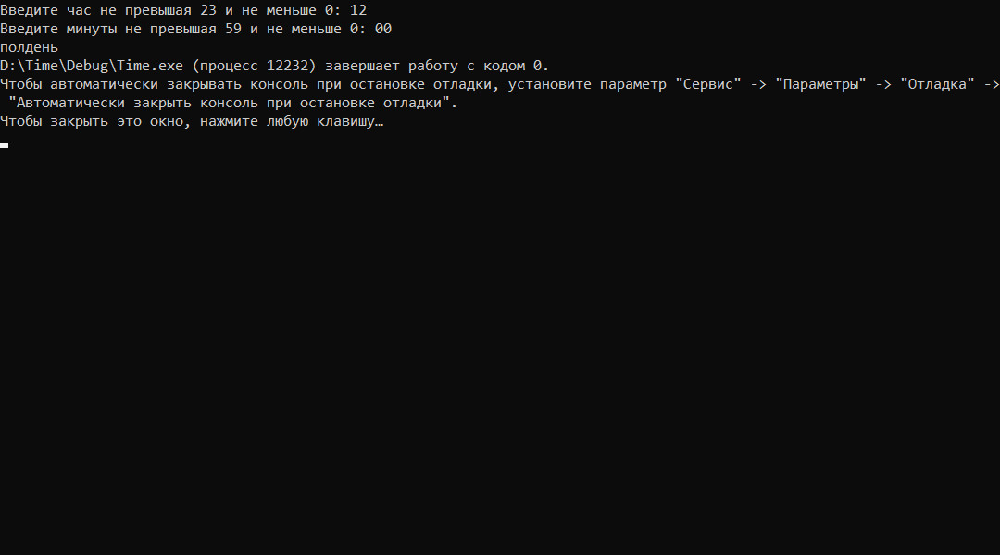 Введите час не превышая 23 и не меньше 0: 12
Введите минуты не превышая 59 и не меньше 0: 00
полдень
D:\Time\Debug\Time.exe (процесс 12232) завершает работу с кодом 0.
Чтобы автоматически закрывать консоль при остановке отладки, установите параметр "Сервис" -> "Параметры" -> "Отладка" ->
"Автоматически закрыть консоль при остановке отладки".
Чтобы закрыть это окно, нажмите любую клавишу…